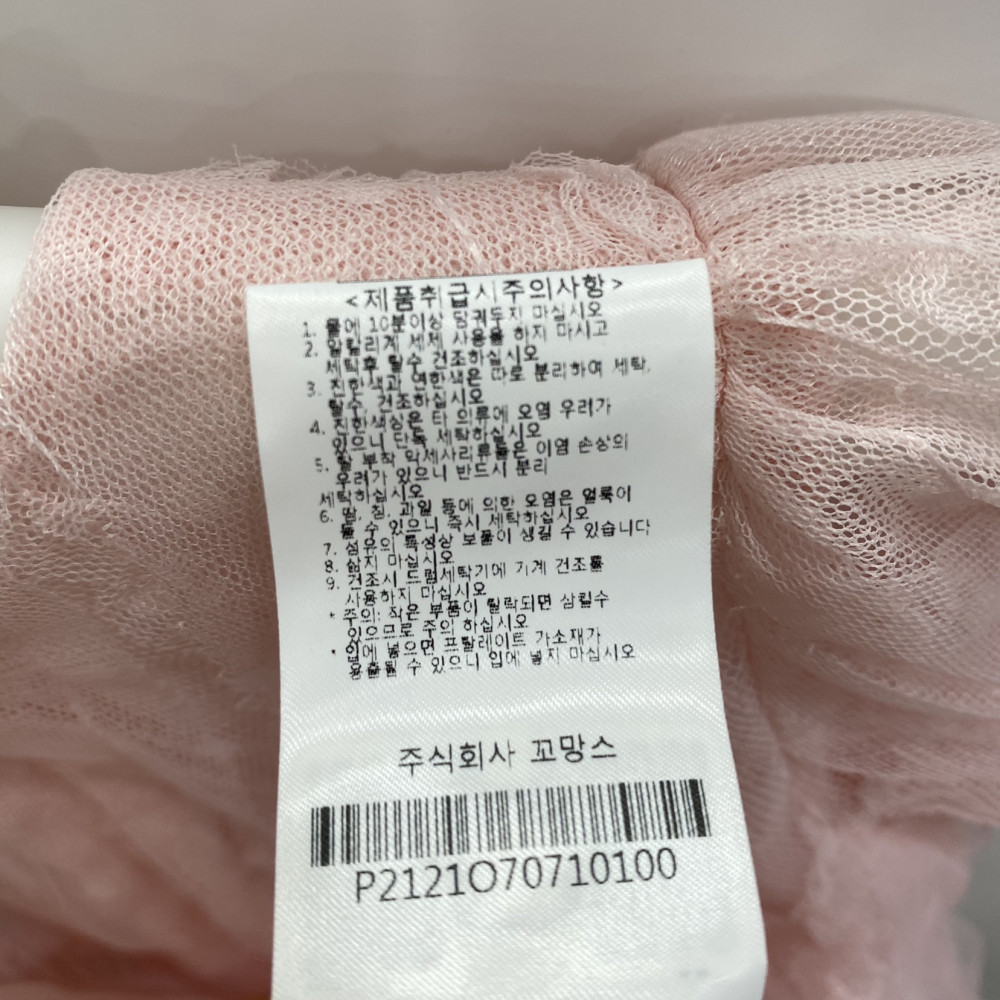 <제품취급시주의사항>
1. 물에 10분이상 담궈두지 마십시오
2. 알칼리계 세제 사용을 하지 마시고
세탁후 탈수 건조하십시오
3. 진한색과 연한색은 따로 분리하여 세탁,
탈수 건조하십시오
4. 진한색상은 타 의류에 오염 우려가
있으니 단독 세탁하십시오
5. 탈 부착 악세사리류들은 이염 손상의
우려가 있으니 반드시 분리
세탁하십시오
6. 땀, 침, 과일 등에 의한 오염은 얼룩이
될 수 있으니 즉시 세탁하십시오
7. 섬유의 특성상 보풀이 생길 수 있습니다
8. 삶지 마십시오
9. 건조시 드럼세탁기에 기계 건조를
사용하지 마십시오
* 주의: 작은 부품이 탈락되면 삼킬수
있으므로 주의 하십시오
* 입에 넣으면 프탈레이트 가소재가
용출될 수 있으니 입에 넣지 마십시오
주식회사 꼬망스
P2121O70710100